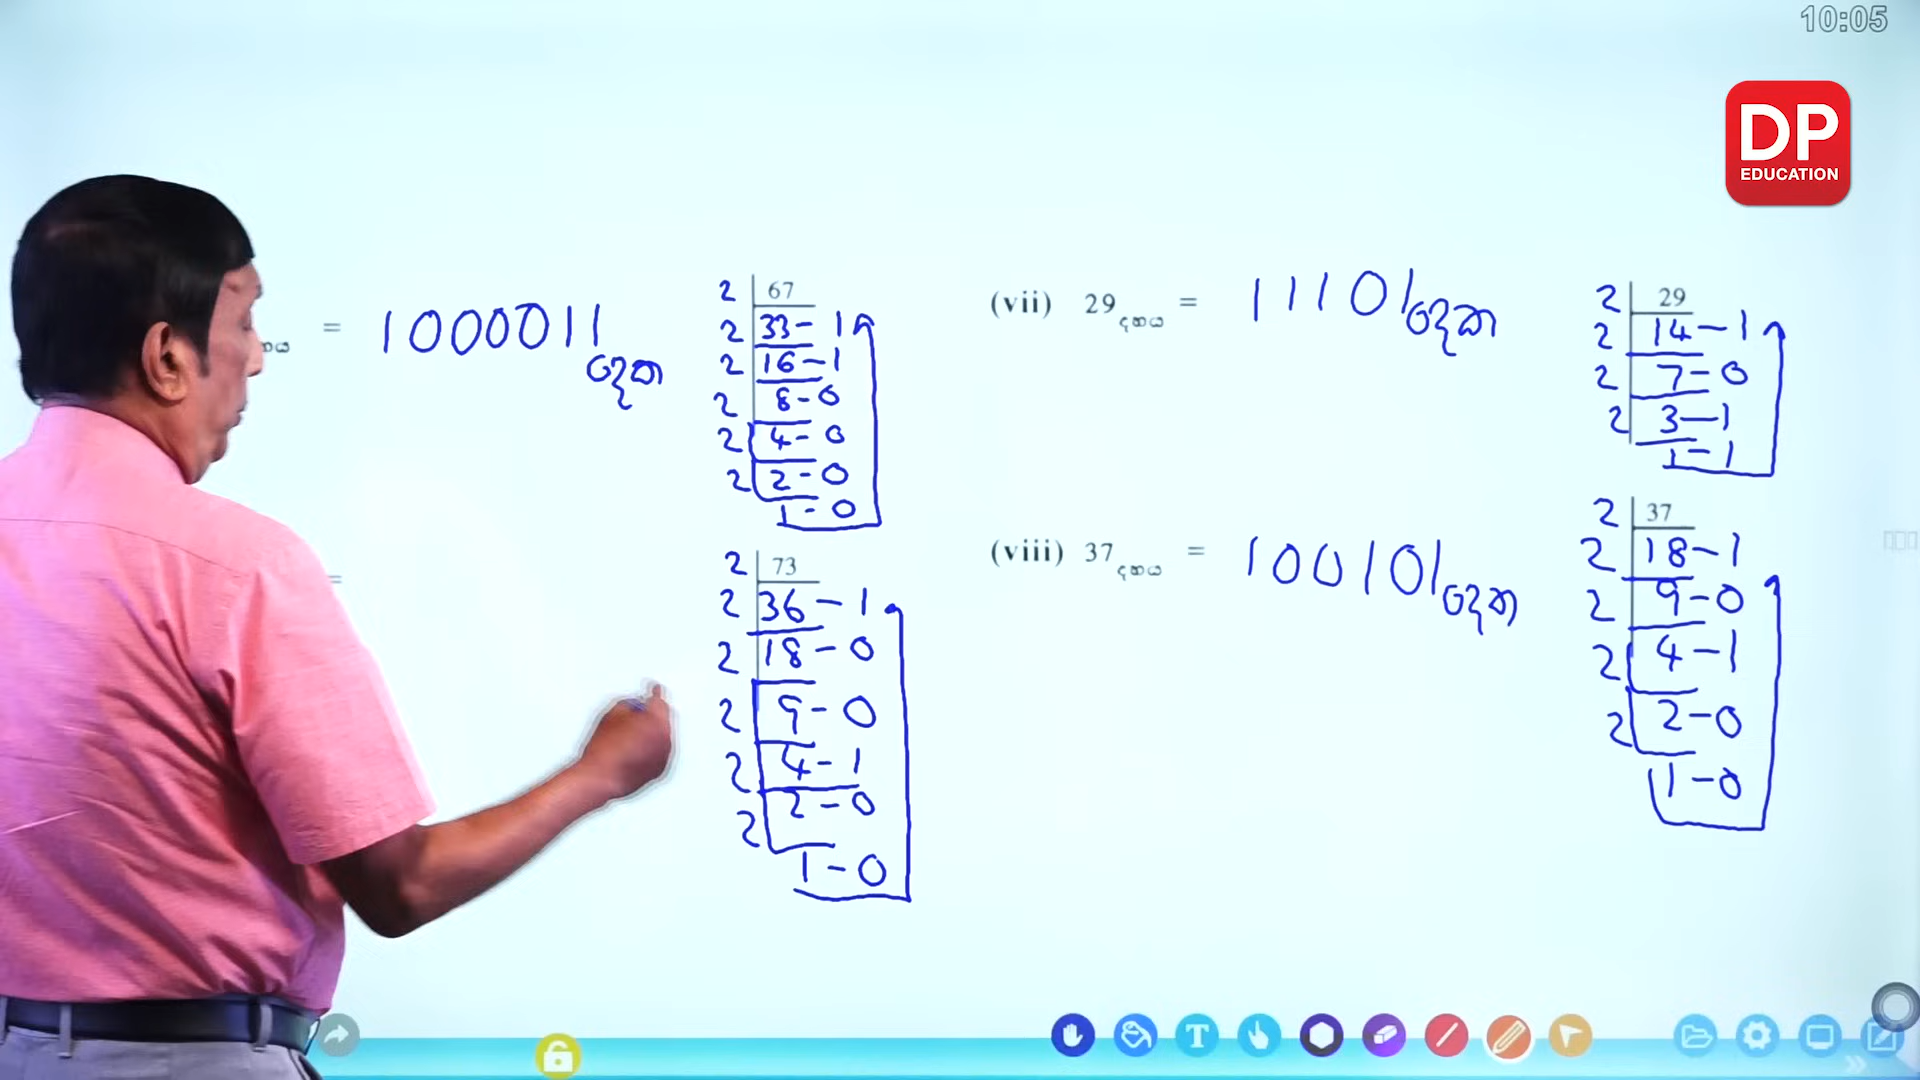 10:05
DP
EDUCATION
= 1000011 දෙක
2 67
2 33 - 1
2 16 - 1
2 8 - 0
2 4 - 0
2 2 - 0
1 - 0
=
2 73
2 36 - 1
2 18 - 0
2 9 - 0
2 4 - 1
2 2 - 0
1 - 0
(vii) 29 දහය = 11101 දෙක
2 29
2 14 - 1
2 7 - 0
2 3 - 1
1 - 1
(viii) 37 දහය = 100101 දෙක
2 37
2 18 - 1
2 9 - 0
2 4 - 1
2 2 - 0
1 - 0
T